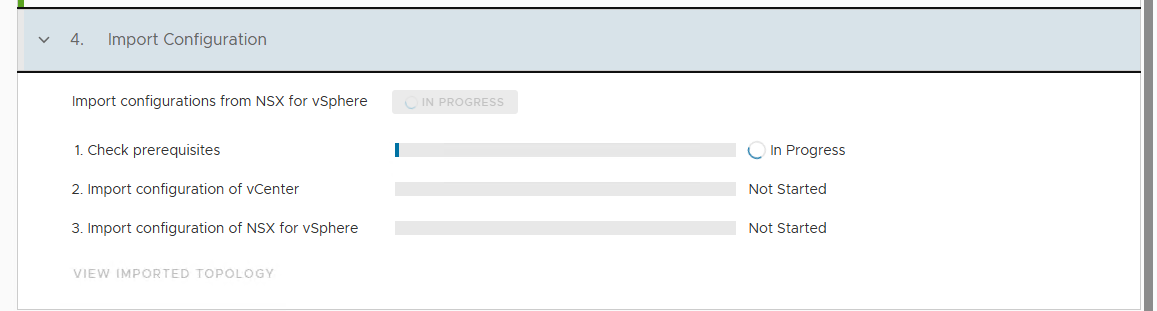 4. Import Configuration
Import configurations from NSX for vSphere IN PROGRESS
1. Check prerequisites In Progress
2. Import configuration of vCenter Not Started
3. Import configuration of NSX for vSphere Not Started
VIEW IMPORTED TOPOLOGY